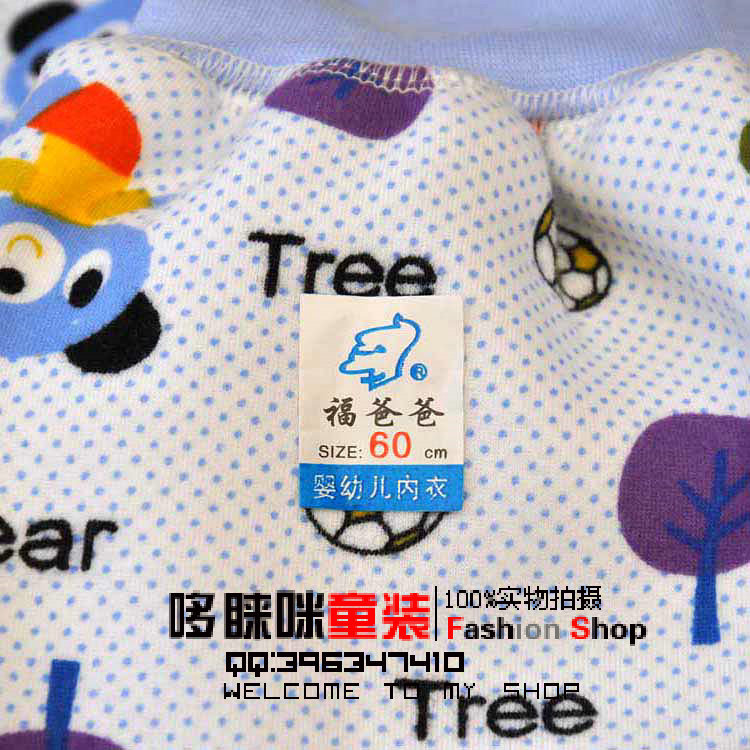 Tree
®
福爸爸
SIZE: 60 cm
婴幼儿内衣
ear
哆睐咪童装
100%实物拍摄
Fashion Shop
QQ:396347410
WELCOME TO MY SHOP
Tree